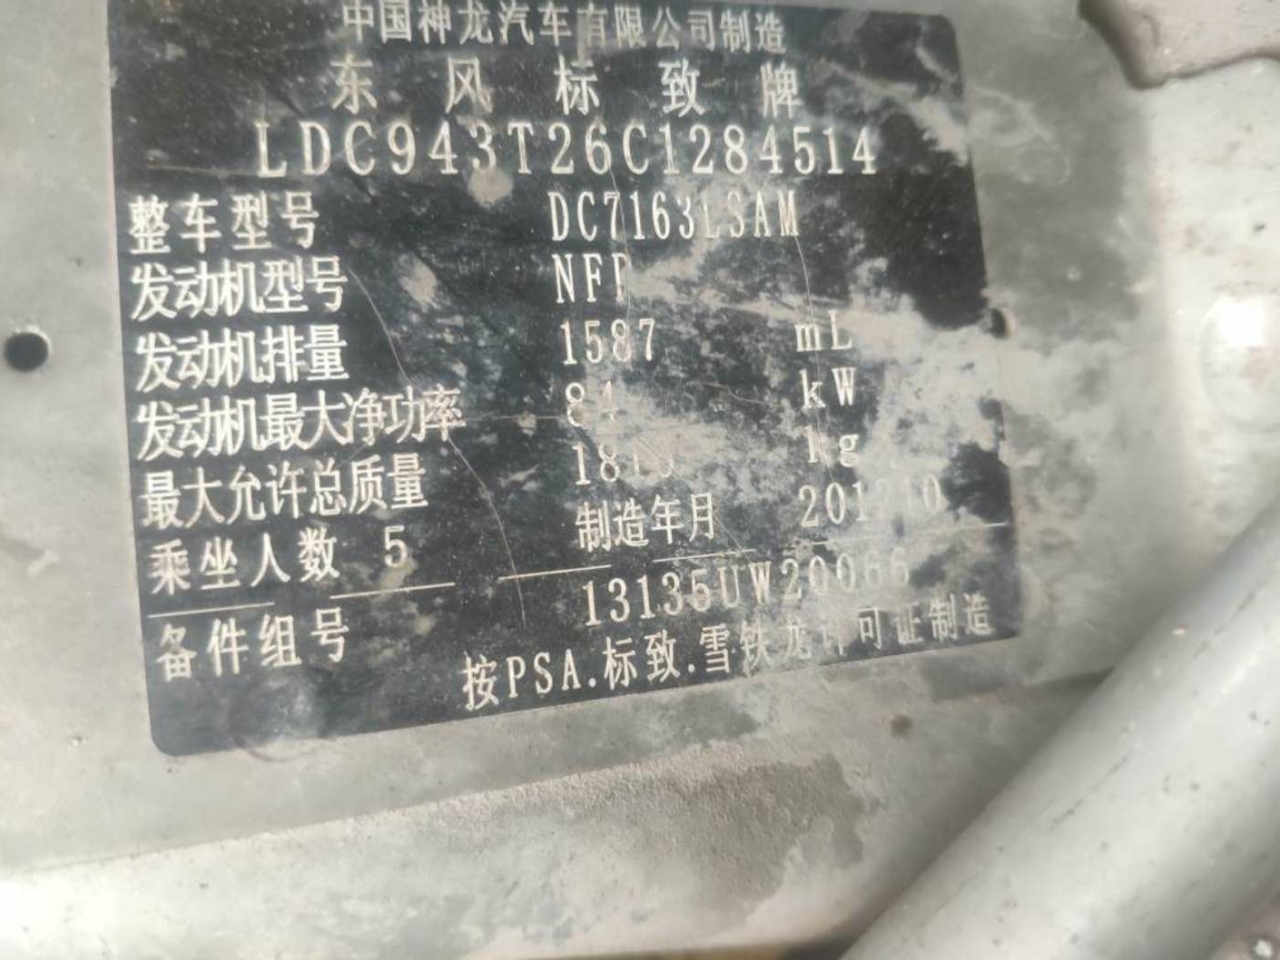 中国神龙汽车有限公司制造
东风标致牌
LDC943T26C1284514
整车型号
发动机型号
发动机排量 1587 mL
发动机最大净功率 kW
最大允许总质量 kg
乘坐人数 5 制造年月
备件组号 13135UW20066
按PSA.标致.雪铁龙许可证制造